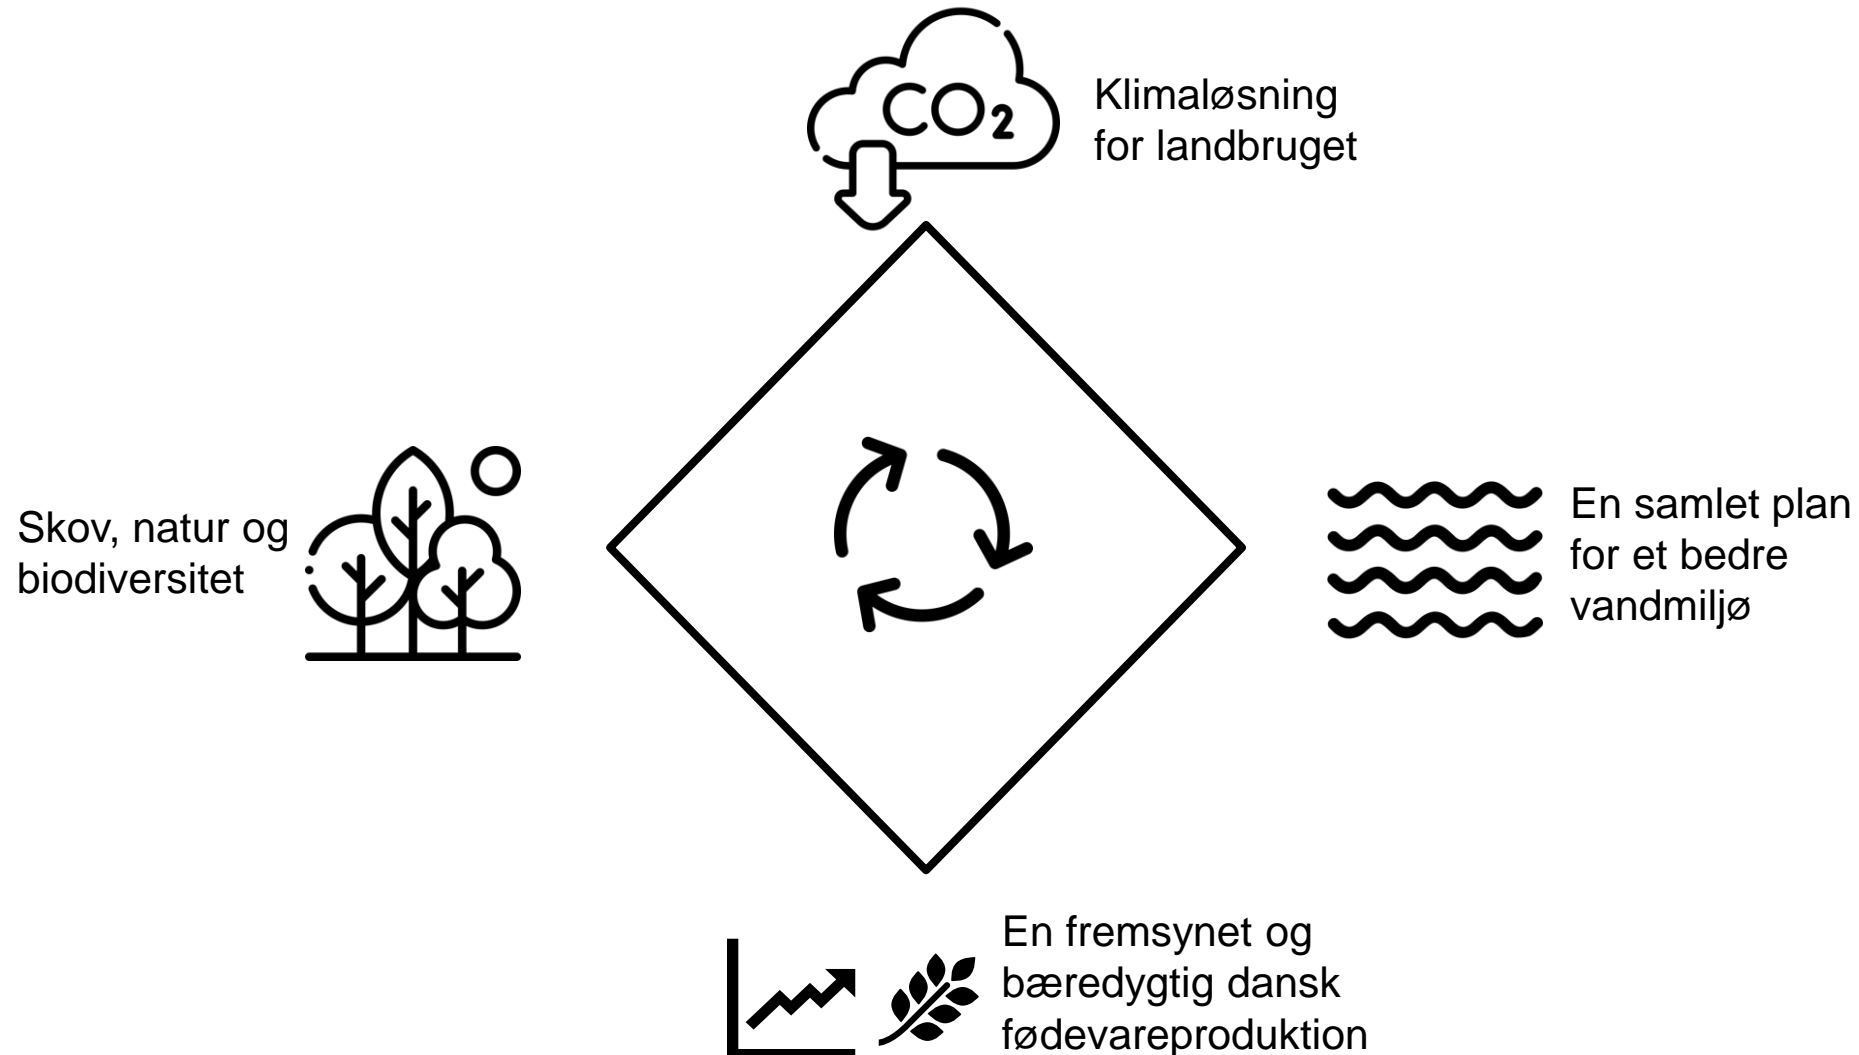 CO₂
Klimaløsning
for landbruget
Skov, natur og
biodiversitet
En samlet plan
for et bedre
vandmiljø
En fremsynet og
bæredygtig dansk
fødevareproduktion